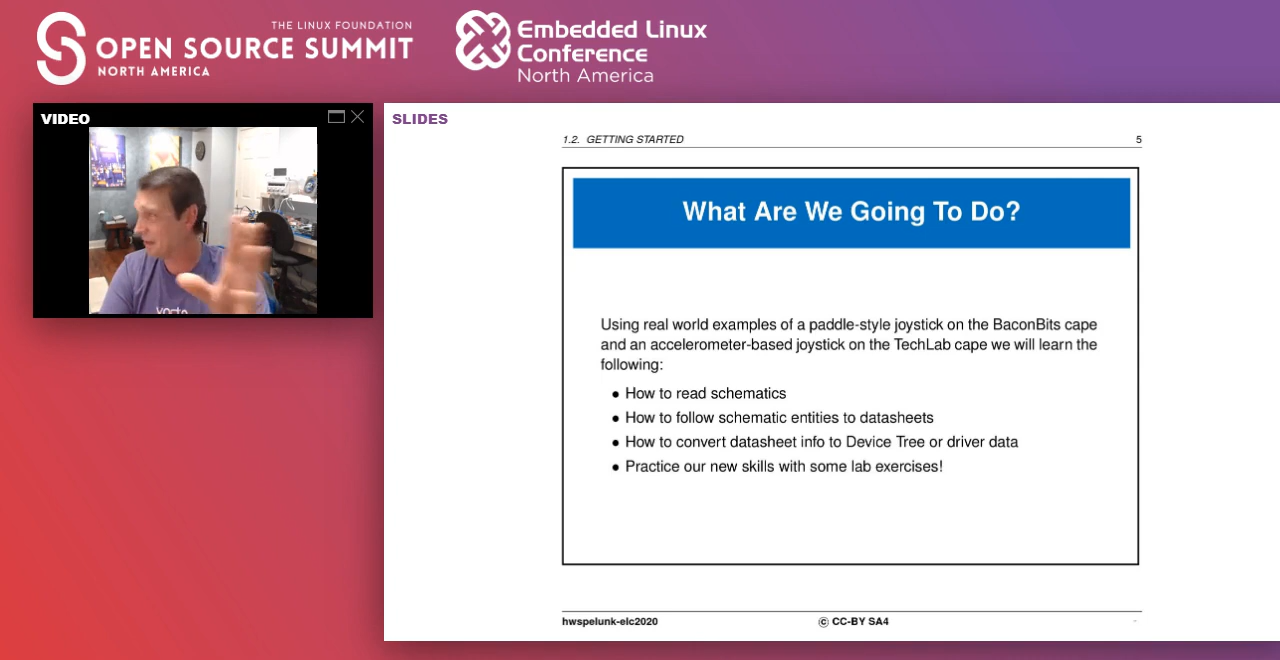 THE LINUX FOUNDATION
OPEN SOURCE SUMMIT
NORTH AMERICA
Embedded Linux
Conference
North America
VIDEO
SLIDES
1.2. GETTING STARTED 5
What Are We Going To Do?
Using real world examples of a paddle-style joystick on the BaconBits cape
and an accelerometer-based joystick on the TechLab cape we will learn the
following:
● How to read schematics
● How to follow schematic entities to datasheets
● How to convert datasheet info to Device Tree or driver data
● Practice our new skills with some lab exercises!
hwspelunk-elc2020 © CC-BY SA4